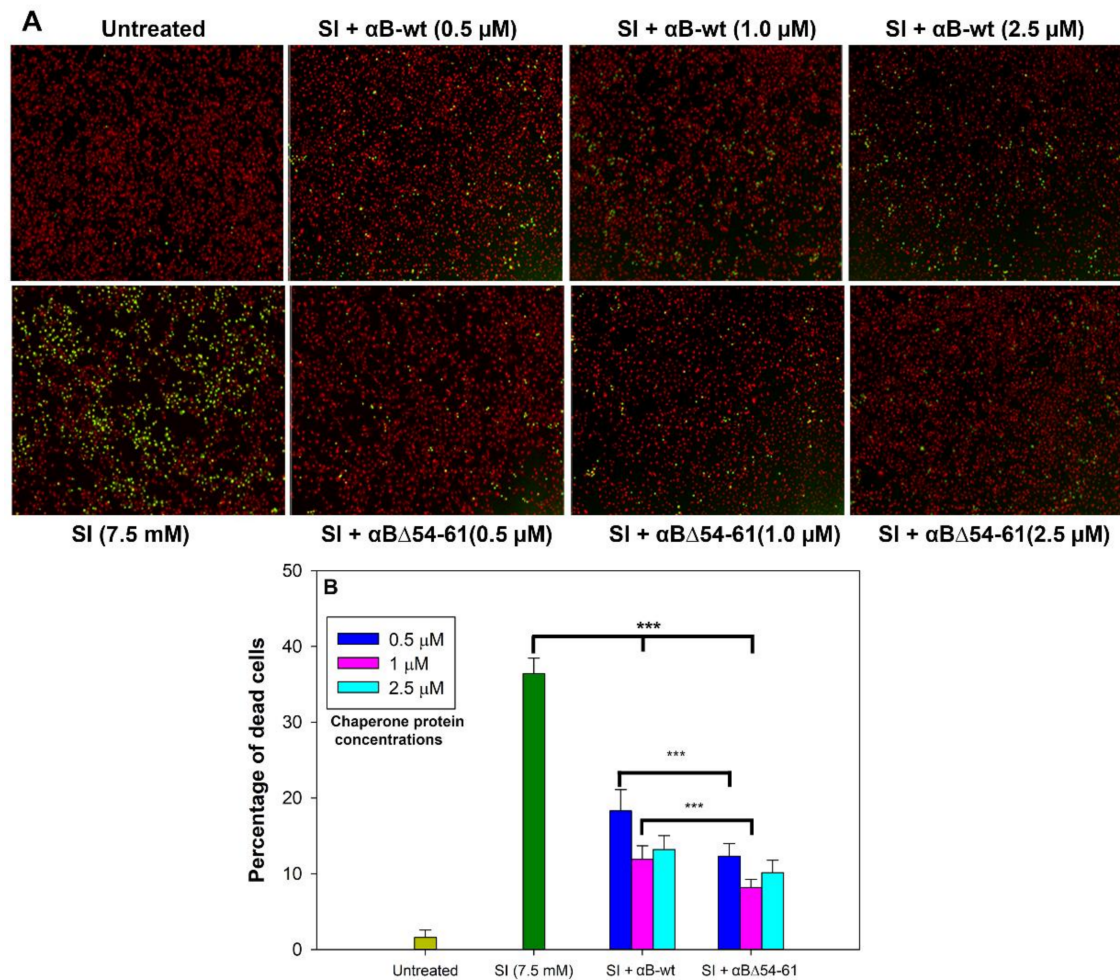 A
Untreated
SI + αB-wt (0.5 µM)
SI + αB-wt (1.0 µM)
SI + αB-wt (2.5 µM)
SI (7.5 mM)
SI + αBΔ54-61(0.5 µM)
SI + αBΔ54-61(1.0 µM)
SI + αBΔ54-61(2.5 µM)
B
Percentage of dead cells
50
40
30
20
10
0
0.5 µM
1 µM
2.5 µM
Chaperone protein
concentrations
***
***
***
Untreated
SI (7.5 mM)
SI + αB-wt
SI + αBΔ54-61